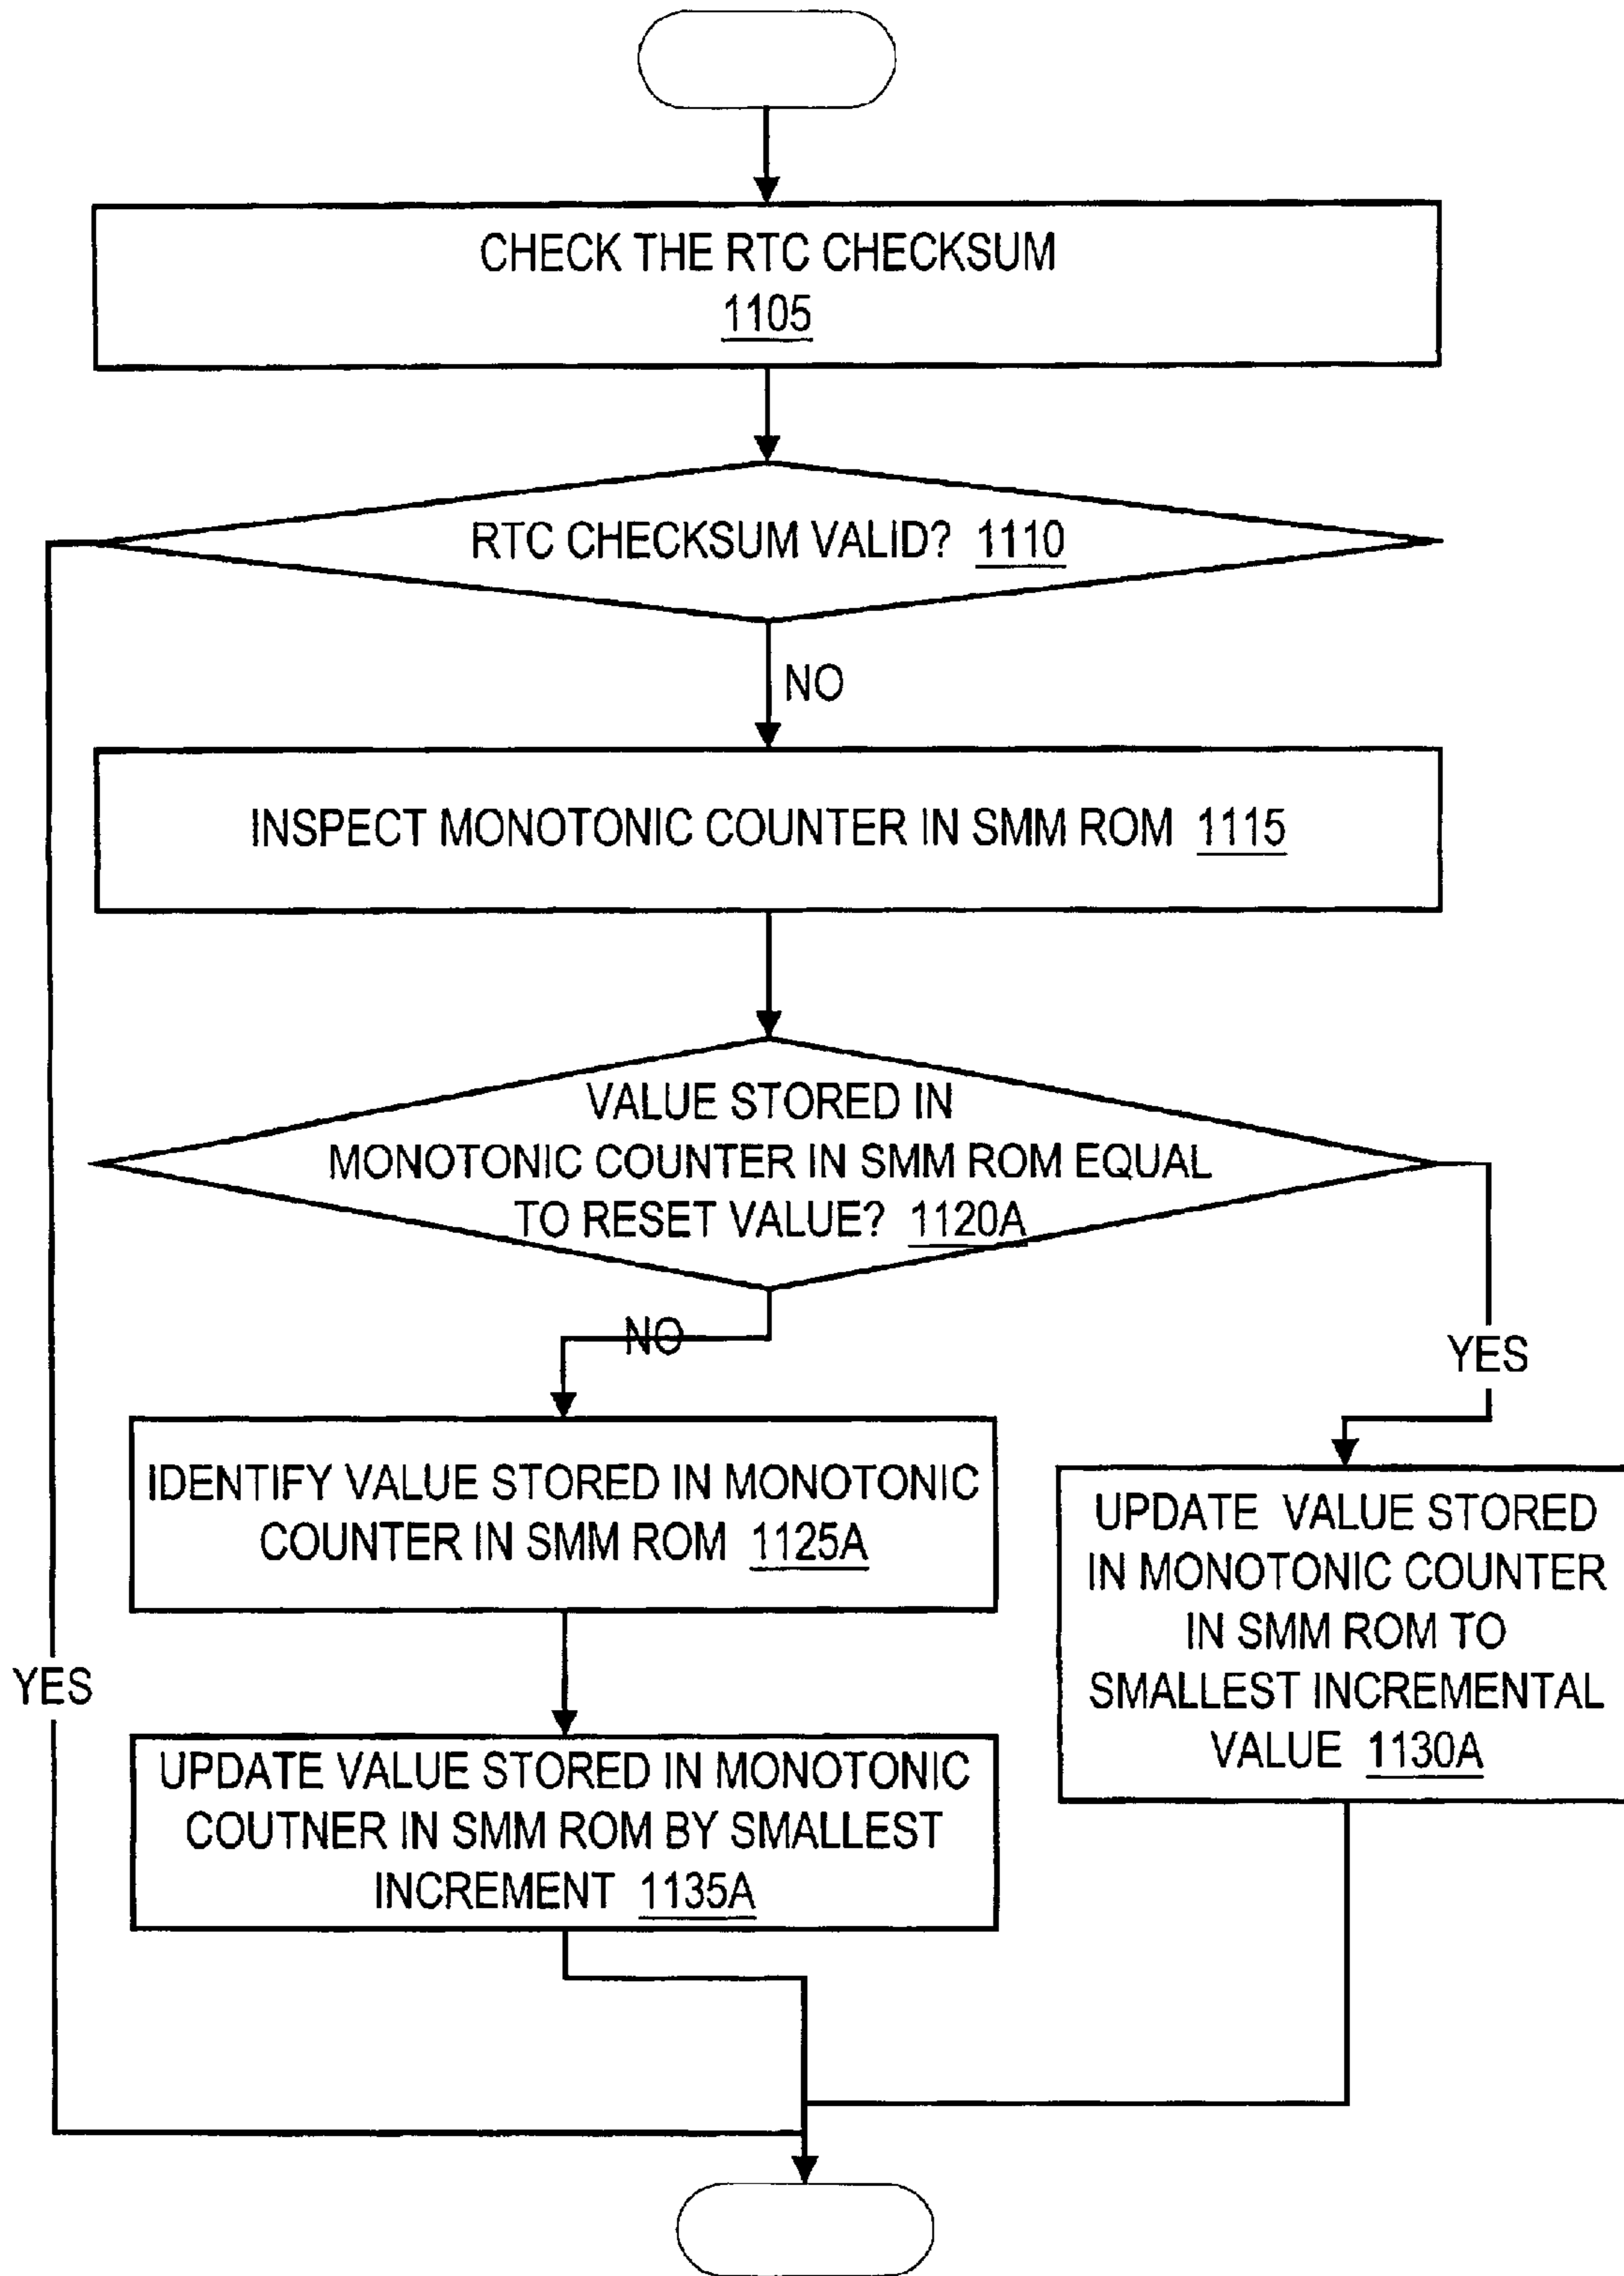 CHECK THE RTC CHECKSUM
1105
RTC CHECKSUM VALID? 1110
NO
INSPECT MONOTONIC COUNTER IN SMM ROM 1115
VALUE STORED IN
MONOTONIC COUNTER IN SMM ROM EQUAL
TO RESET VALUE? 1120A
NO
YES
IDENTIFY VALUE STORED IN MONOTONIC
COUNTER IN SMM ROM 1125A
UPDATE VALUE STORED
IN MONOTONIC COUNTER
IN SMM ROM TO
SMALLEST INCREMENTAL
VALUE 1130A
YES
UPDATE VALUE STORED IN MONOTONIC
COUTNER IN SMM ROM BY SMALLEST
INCREMENT 1135A